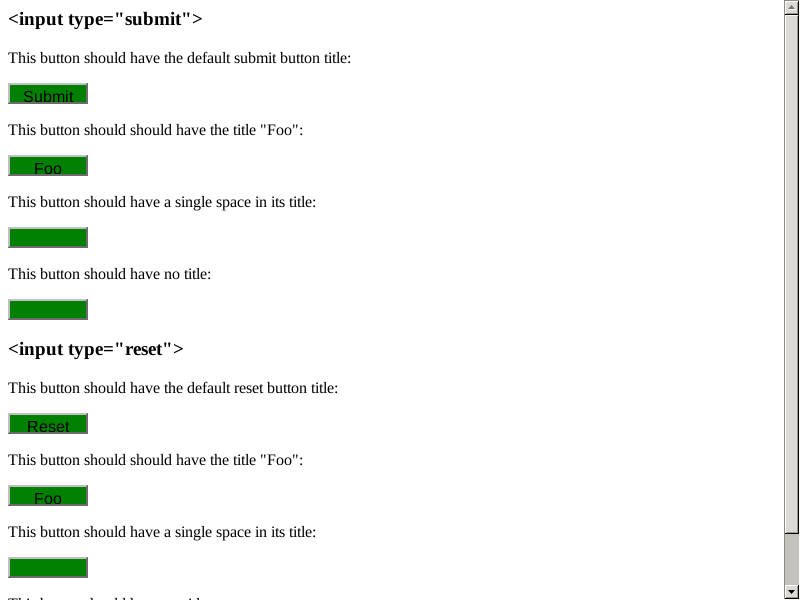 <input type="submit">
This button should have the default submit button title:
Submit
This button should should have the title "Foo":
Foo
This button should have a single space in its title:
This button should have no title:
<input type="reset">
This button should have the default reset button title:
Reset
This button should should have the title "Foo":
Foo
This button should have a single space in its title: